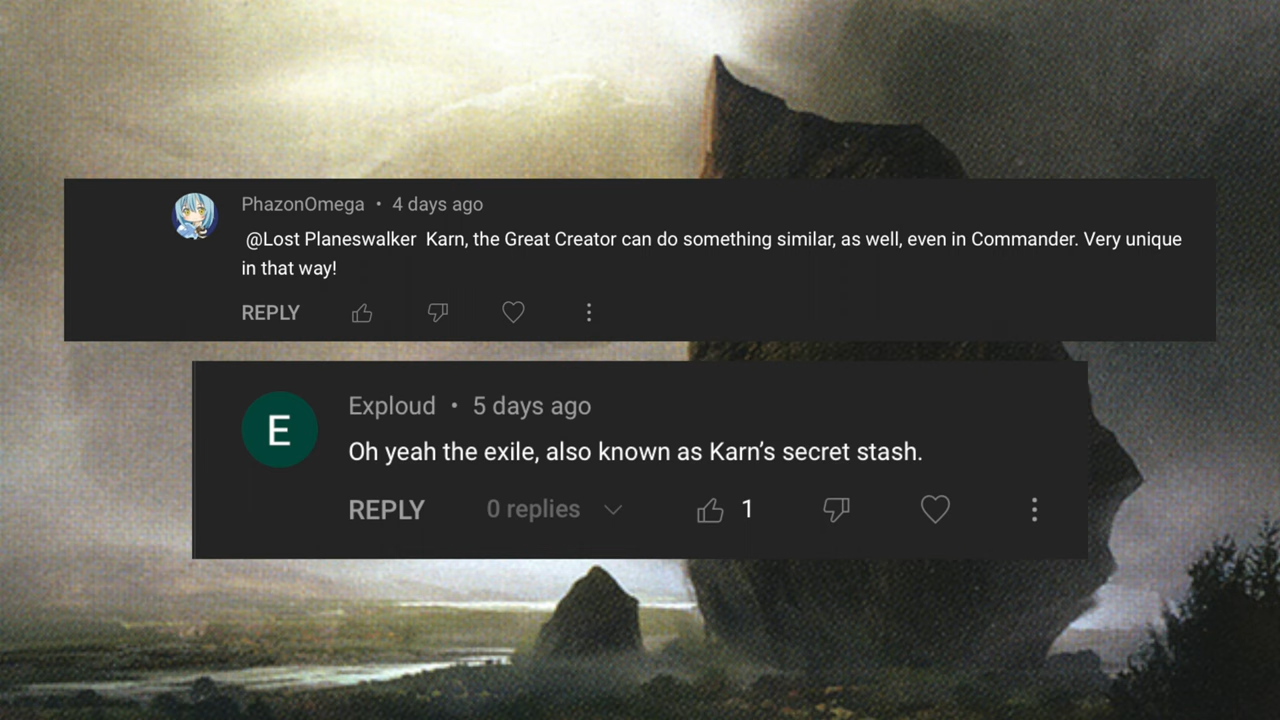 PhazonOmega • 4 days ago
@Lost Planeswalker Karn, the Great Creator can do something similar, as well, even in Commander. Very unique
in that way!
REPLY
E
Exploud • 5 days ago
Oh yeah the exile, also known as Karn’s secret stash.
REPLY 0 replies 1